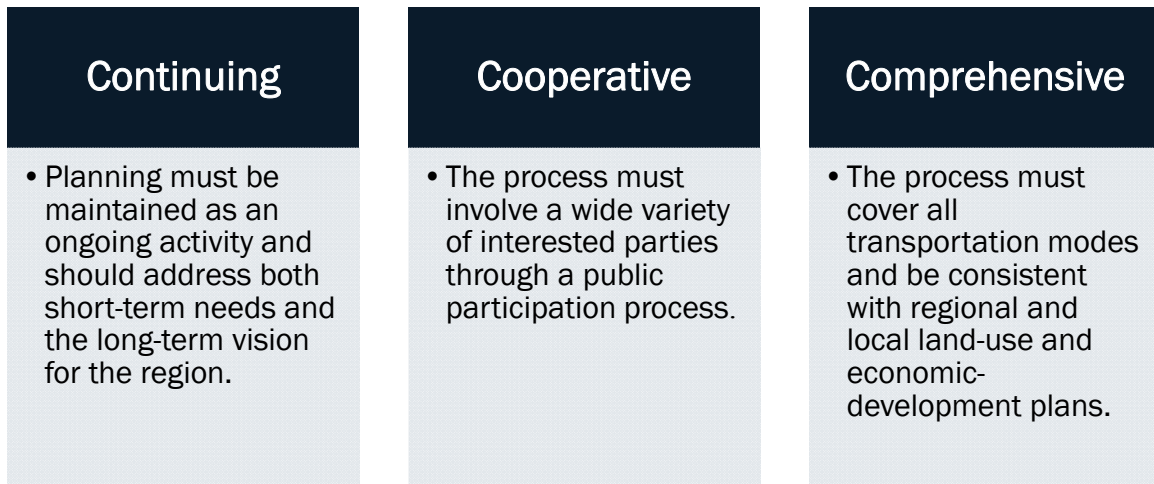 Continuing
• Planning must be
maintained as an
ongoing activity and
should address both
short-term needs and
the long-term vision
for the region.
Cooperative
• The process must
involve a wide variety
of interested parties
through a public
participation process.
Comprehensive
• The process must
cover all
transportation modes
and be consistent
with regional and
local land-use and
economic-
development plans.